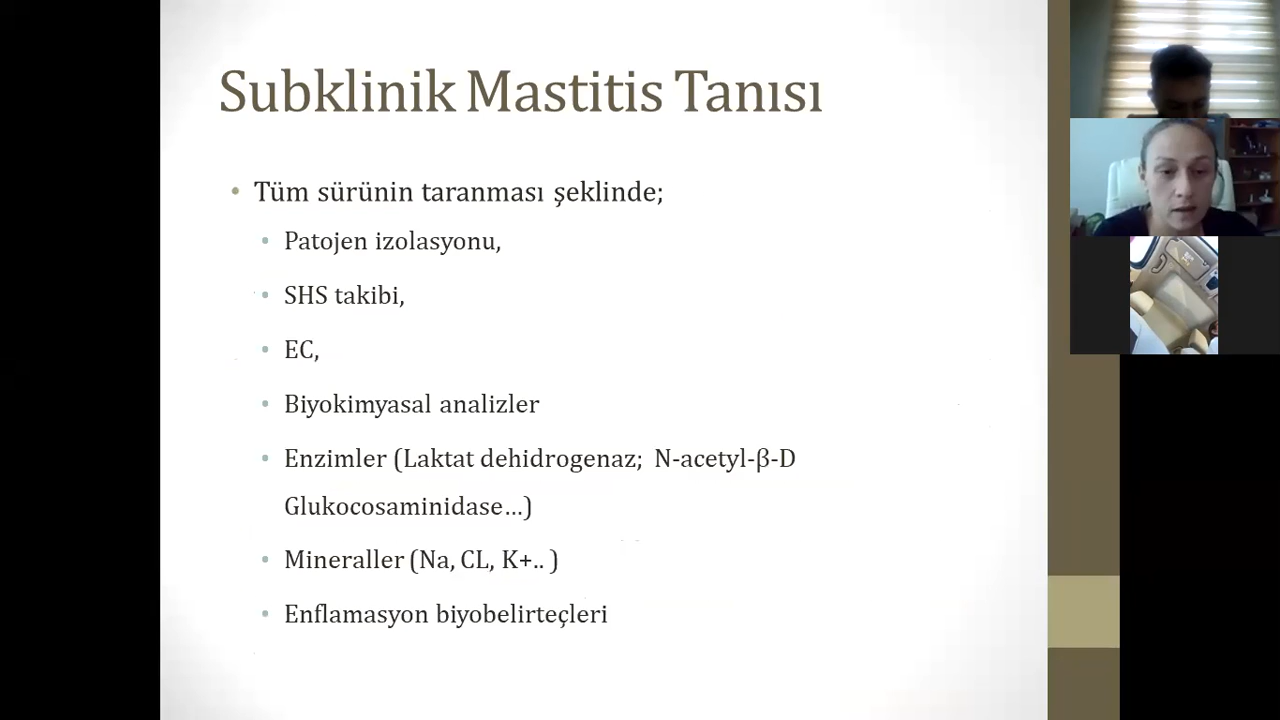 Subklinik Mastitis Tanısı
• Tüm sürünin taranması şeklinde;
• Patojen izolasyonu,
• SHS takibi,
• EC,
• Biyokimyasal analizler
• Enzimler (Laktat dehidrogenaz; N-acetyl-β-D
Glukocosaminidase...)
• Mineraller (Na, CL, K+.. )
• Enflamasyon biyobelirteçleri